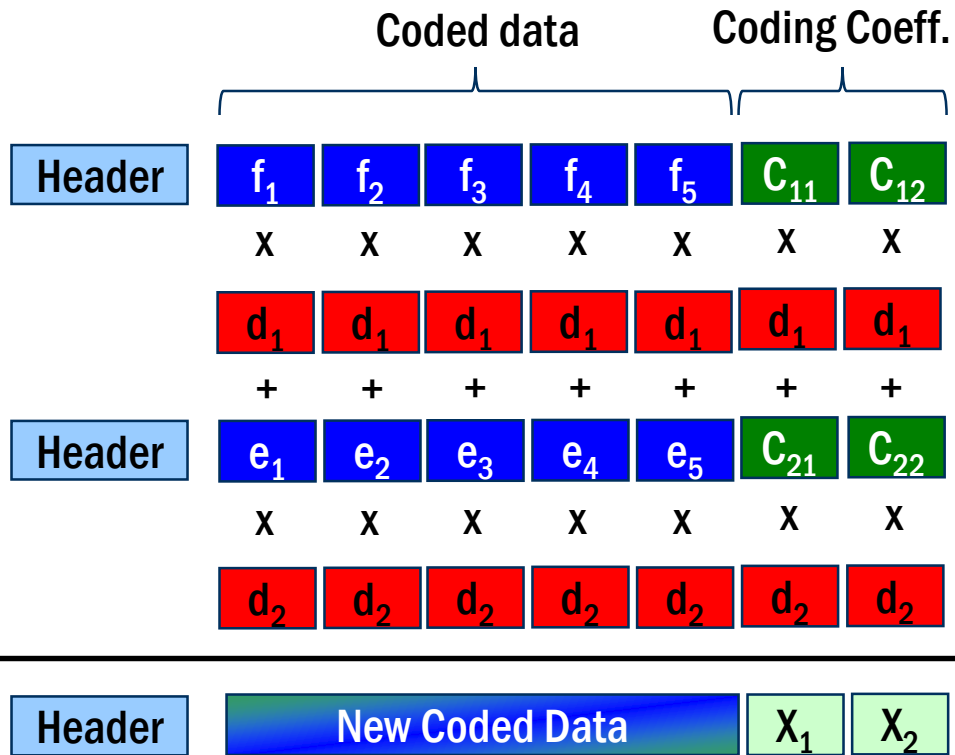 Coded data Coding Coeff.
Header f₁ f₂ f₃ f₄ f₅ C₁₁ C₁₂
x x x x x x x
d₁ d₁ d₁ d₁ d₁ d₁ d₁
+ + + + + + +
Header e₁ e₂ e₃ e₄ e₅ C₂₁ C₂₂
x x x x x x x
d₂ d₂ d₂ d₂ d₂ d₂ d₂
Header New Coded Data X₁ X₂